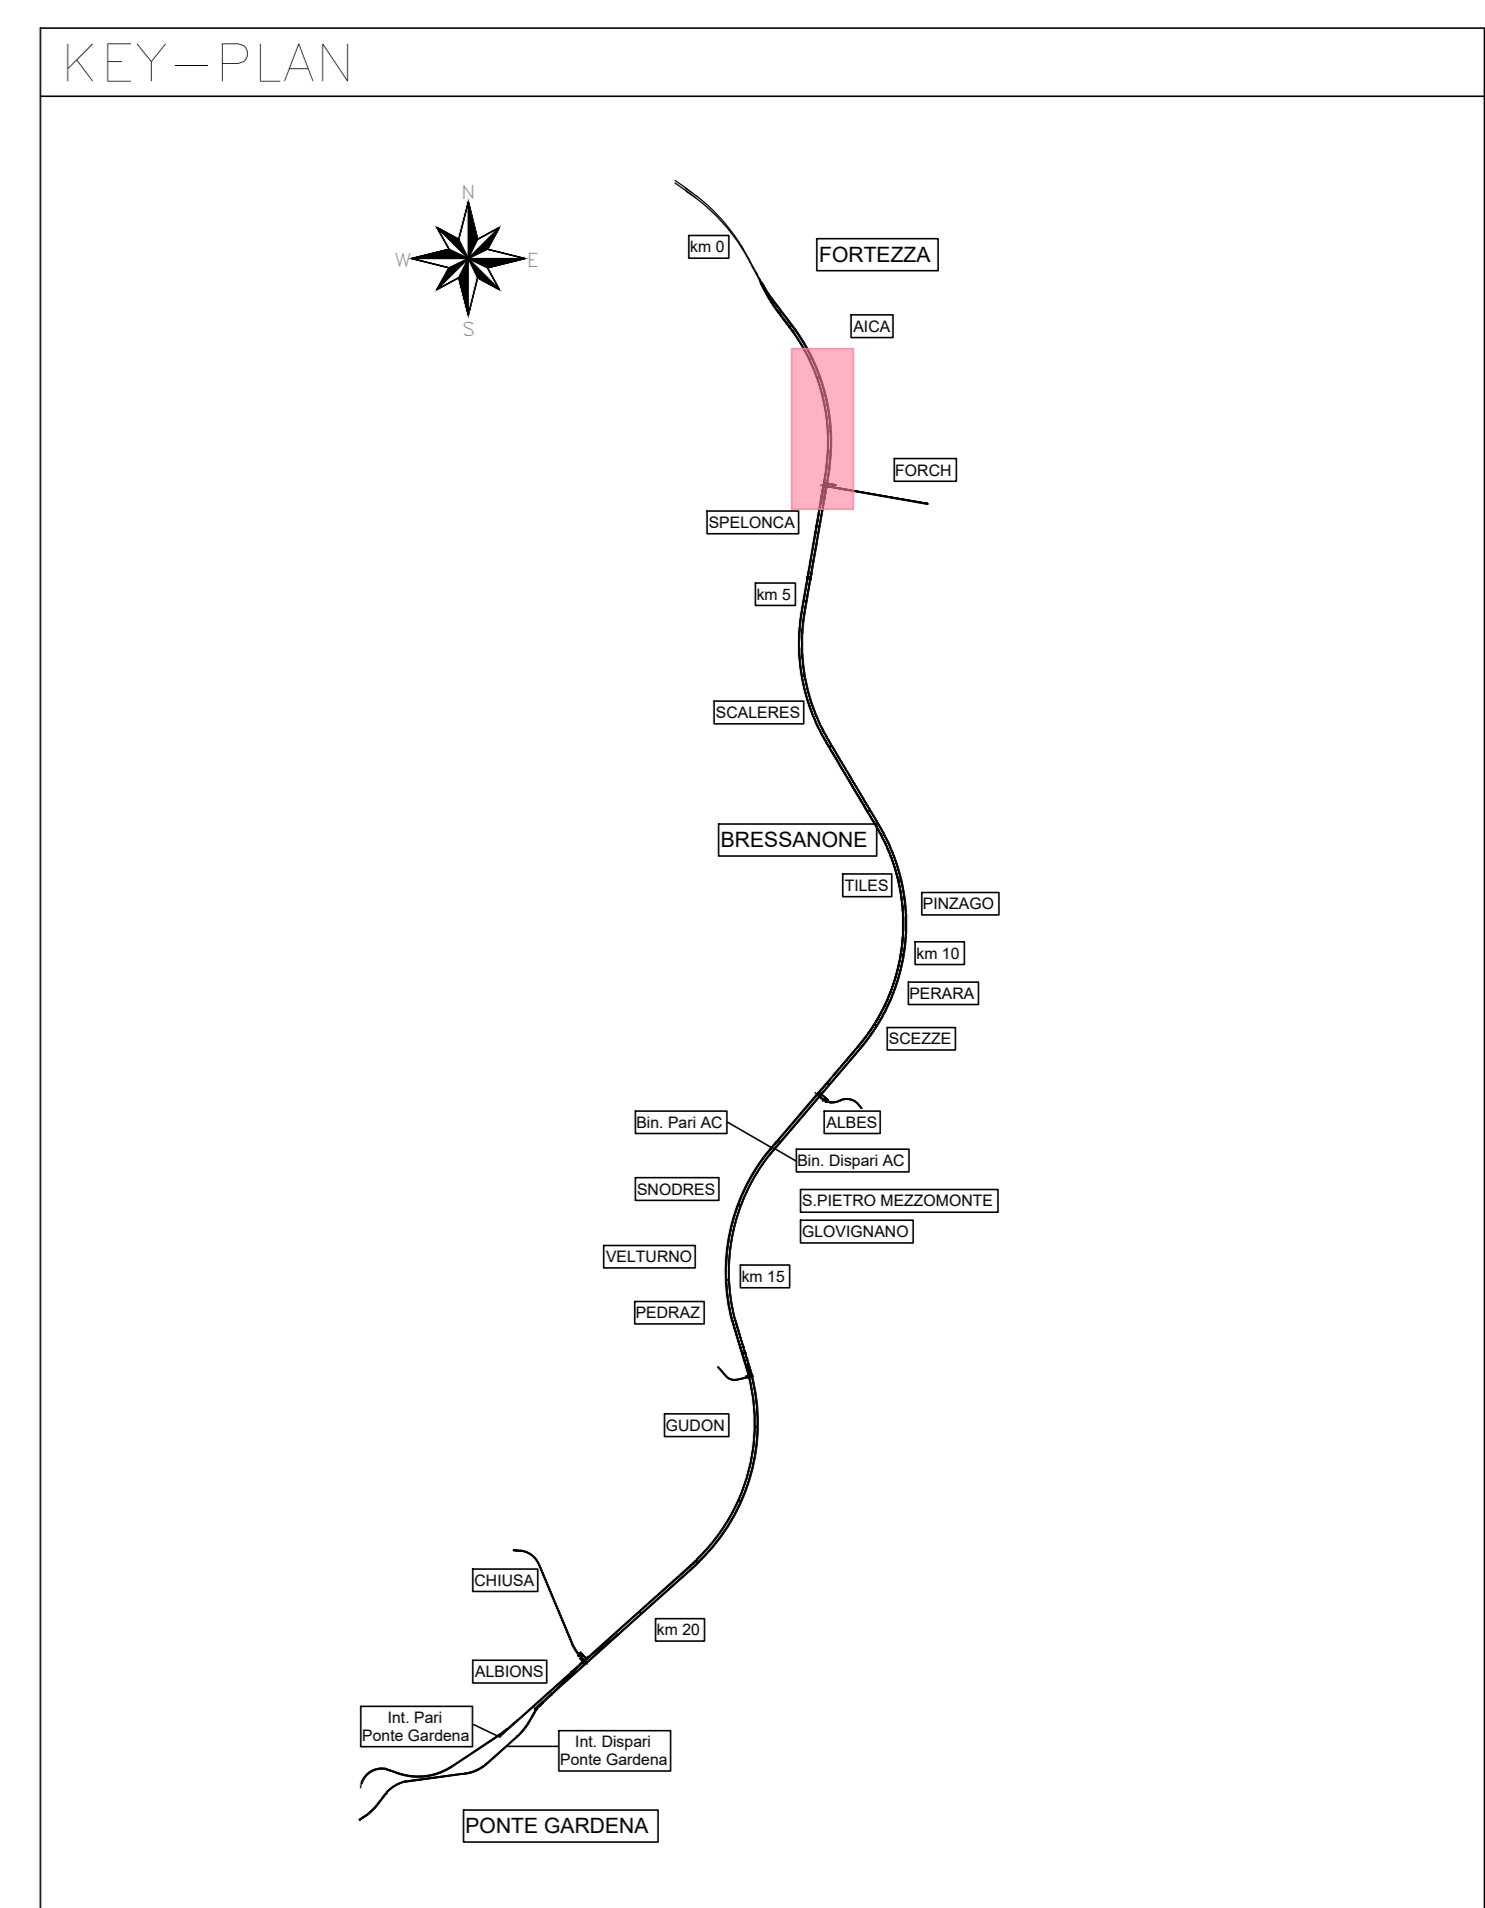 KEY-PLAN
N
W
E
S
km 0
FORTEZZA
AICA
FORCH
SPELONCA
km 5
SCALERES
BRESSANONE
TILES
PINZAGO
km 10
PERARA
SCEZZE
Bin. Pari AC
ALBES
Bin. Dispari AC
SNODRES
S.PIETRO MEZZOMONTE
GLOVIGNANO
VELTURNO
km 15
PEDRAZ
GUDON
CHIUSA
km 20
ALBIONS
Int. Pari
Ponte Gardena
Int. Dispari
Ponte Gardena
PONTE GARDENA